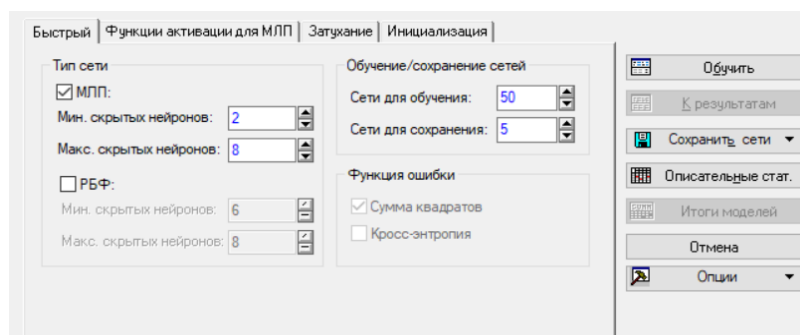 Быстрый
Функции активации для МЛП
Затухание
Инициализация
Тип сети
МЛП:
Мин. скрытых нейронов: 2
Макс. скрытых нейронов: 8
РБФ:
Мин. скрытых нейронов: 6
Макс. скрытых нейронов: 8
Обучение/сохранение сетей
Сети для обучения: 50
Сети для сохранения: 5
Функция ошибки
Сумма квадратов
Кросс-энтропия
Обучить
К результатам
Сохранить сети
Описательные стат.
Итоги моделей
Отмена
Опции